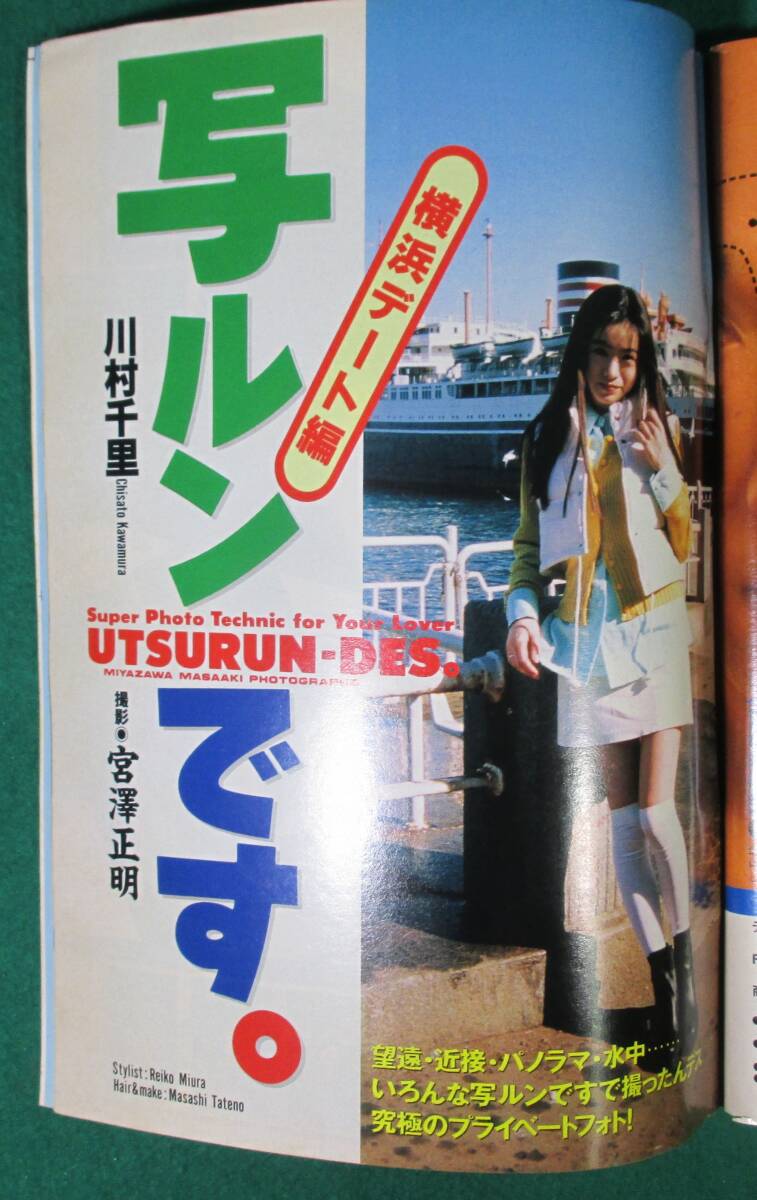 写ルンです。
横浜デート編
川村千里
Chisato Kawamura
Super Photo Technic for Your Lover
UTSURUN-DES.
MIYAZAWA MASAAKI PHOTOGRAPHS
撮影◉宮澤正明
Stylist:Reiko Miura
Hair&make:Masashi Tateno
望遠・近接・パノラマ・水中……
いろんな写ルンですで撮ったんデス
究極のプライベートフォト!